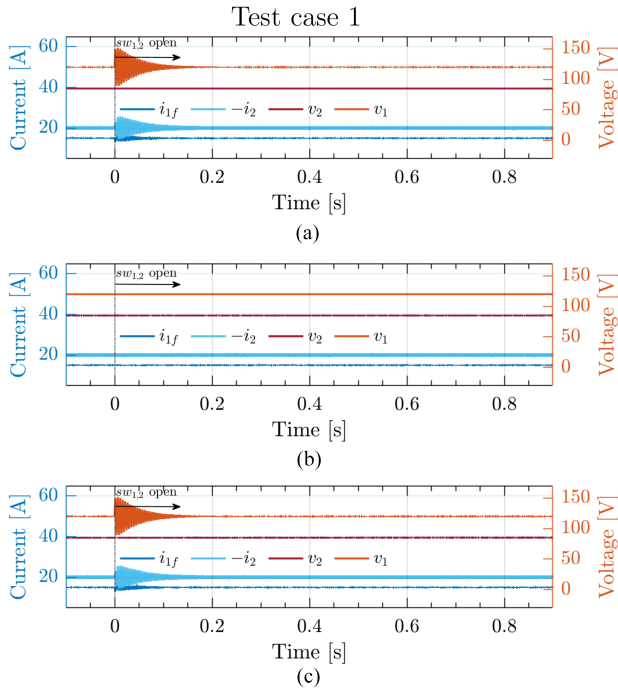 Test case 1
Current [A]
Voltage [V]
60
40
20
150
100
50
0
sw1,2 open
i1f
−i2
v2
v1
0
0.2
0.4
0.6
0.8
Time [s]
(a)
Current [A]
Voltage [V]
60
40
20
150
100
50
0
sw1,2 open
i1f
−i2
v2
v1
0
0.2
0.4
0.6
0.8
Time [s]
(b)
Current [A]
Voltage [V]
60
40
20
150
100
50
0
sw1,2 open
i1f
−i2
v2
v1
0
0.2
0.4
0.6
0.8
Time [s]
(c)